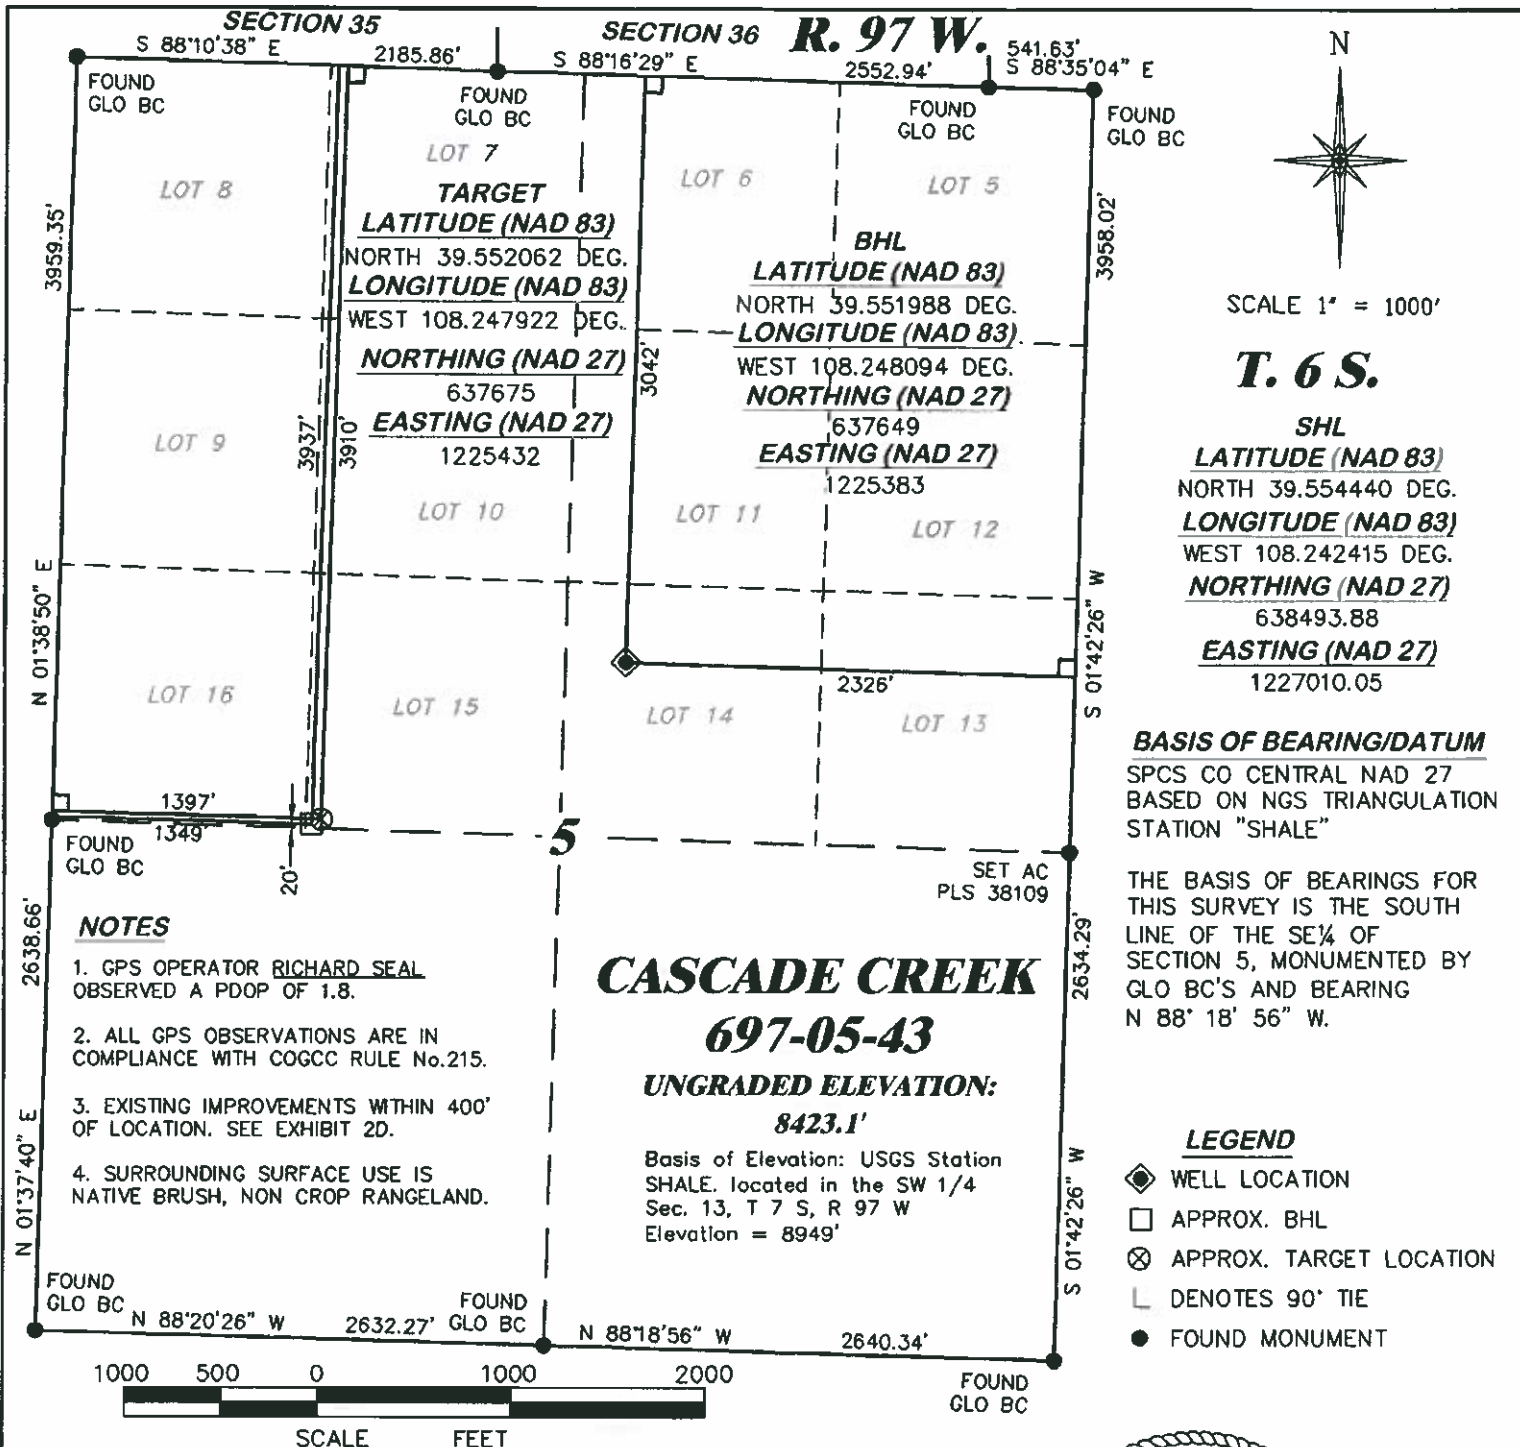 SECTION 35
SECTION 36
R. 97 W.
S 88°10'38" E
2185.86'
S 88°16'29" E
2552.94'
541.63'
S 88°35'04" E
N
FOUND
GLO BC
FOUND
GLO BC
FOUND
GLO BC
FOUND
GLO BC
LOT 8
LOT 7
LOT 6
LOT 5
3959.35'
3958.02'
TARGET
LATITUDE (NAD 83)
NORTH 39.552062 DEG.
LONGITUDE (NAD 83)
WEST 108.247922 DEG.
NORTHING (NAD 27)
637675
EASTING (NAD 27)
1225432
BHL
LATITUDE (NAD 83)
NORTH 39.551988 DEG.
LONGITUDE (NAD 83)
WEST 108.248094 DEG.
NORTHING (NAD 27)
637649
EASTING (NAD 27)
1225383
SCALE 1" = 1000'
T. 6 S.
SHL
LATITUDE (NAD 83)
NORTH 39.554440 DEG.
LONGITUDE (NAD 83)
WEST 108.242415 DEG.
NORTHING (NAD 27)
638493.88
EASTING (NAD 27)
1227010.05
3937'
3910'
3042'
LOT 9
LOT 10
LOT 11
LOT 12
N 01°38'50" E
S 01°42'26" W
2326'
LOT 16
LOT 15
LOT 14
LOT 13
1397'
1349'
20'
5
FOUND
GLO BC
SET AC
PLS 38109
BASIS OF BEARING/DATUM
SPCS CO CENTRAL NAD 27
BASED ON NGS TRIANGULATION
STATION "SHALE"
THE BASIS OF BEARINGS FOR
THIS SURVEY IS THE SOUTH
LINE OF THE SE¼ OF
SECTION 5, MONUMENTED BY
GLO BC'S AND BEARING
N 88° 18' 56" W.
2638.66'
2634.29'
NOTES
1. GPS OPERATOR RICHARD SEAL
OBSERVED A PDOP OF 1.8.
2. ALL GPS OBSERVATIONS ARE IN
COMPLIANCE WITH COGCC RULE No.215.
3. EXISTING IMPROVEMENTS WITHIN 400'
OF LOCATION. SEE EXHIBIT 2D.
4. SURROUNDING SURFACE USE IS
NATIVE BRUSH, NON CROP RANGELAND.
CASCADE CREEK
697-05-43
UNGRADED ELEVATION:
8423.1'
Basis of Elevation: USGS Station
SHALE. located in the SW 1/4
Sec. 13, T 7 S, R 97 W
Elevation = 8949'
N 01°37'40" E
S 01°42'26" W
LEGEND
WELL LOCATION
APPROX. BHL
APPROX. TARGET LOCATION
DENOTES 90° TIE
FOUND MONUMENT
FOUND
GLO BC
N 88°20'26" W
2632.27'
FOUND
GLO BC
N 88°18'56" W
2640.34'
FOUND
GLO BC
1000 500 0 1000 2000
SCALE FEET